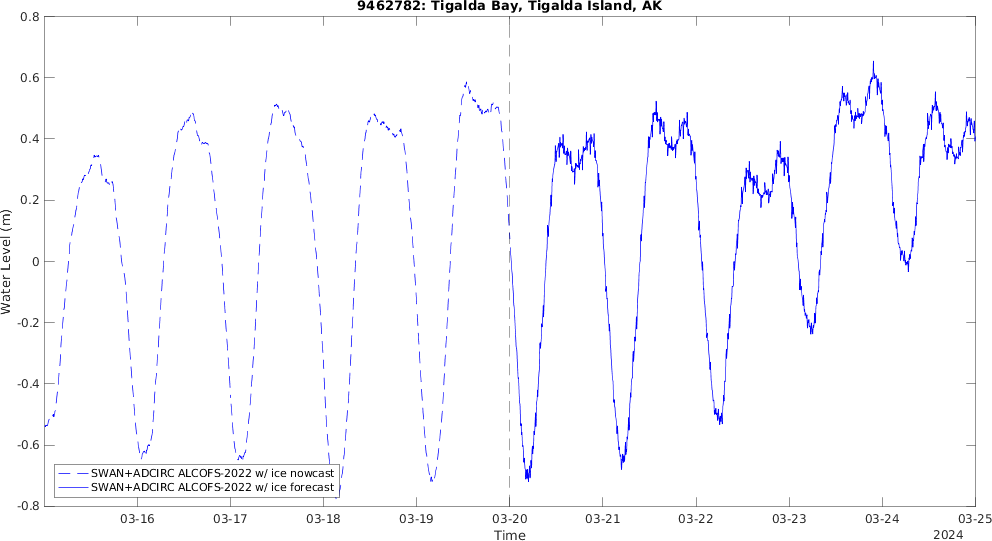 9462782: Tigalda Bay, Tigalda Island, AK
0.8
0.6
0.4
0.2
0
-0.2
-0.4
-0.6
-0.8
Water Level (m)
SWAN+ADCIRC ALCOFS-2022 w/ ice nowcast
SWAN+ADCIRC ALCOFS-2022 w/ ice forecast
03-16 03-17 03-18 03-19 03-20 03-21 03-22 03-23 03-24 03-25
Time
2024